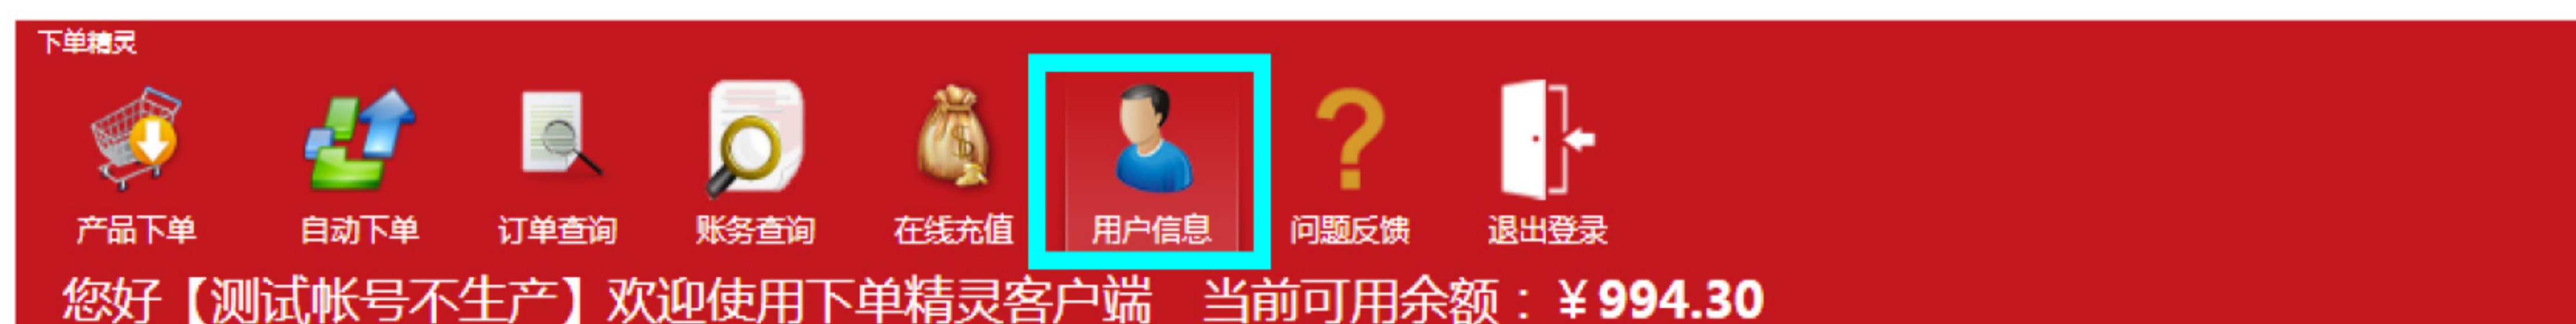 下单精灵
产品下单 自动下单 订单查询 账务查询 在线充值 用户信息 问题反馈 退出登录
您好【测试帐号不生产】欢迎使用下单精灵客户端 当前可用余额：¥994.30